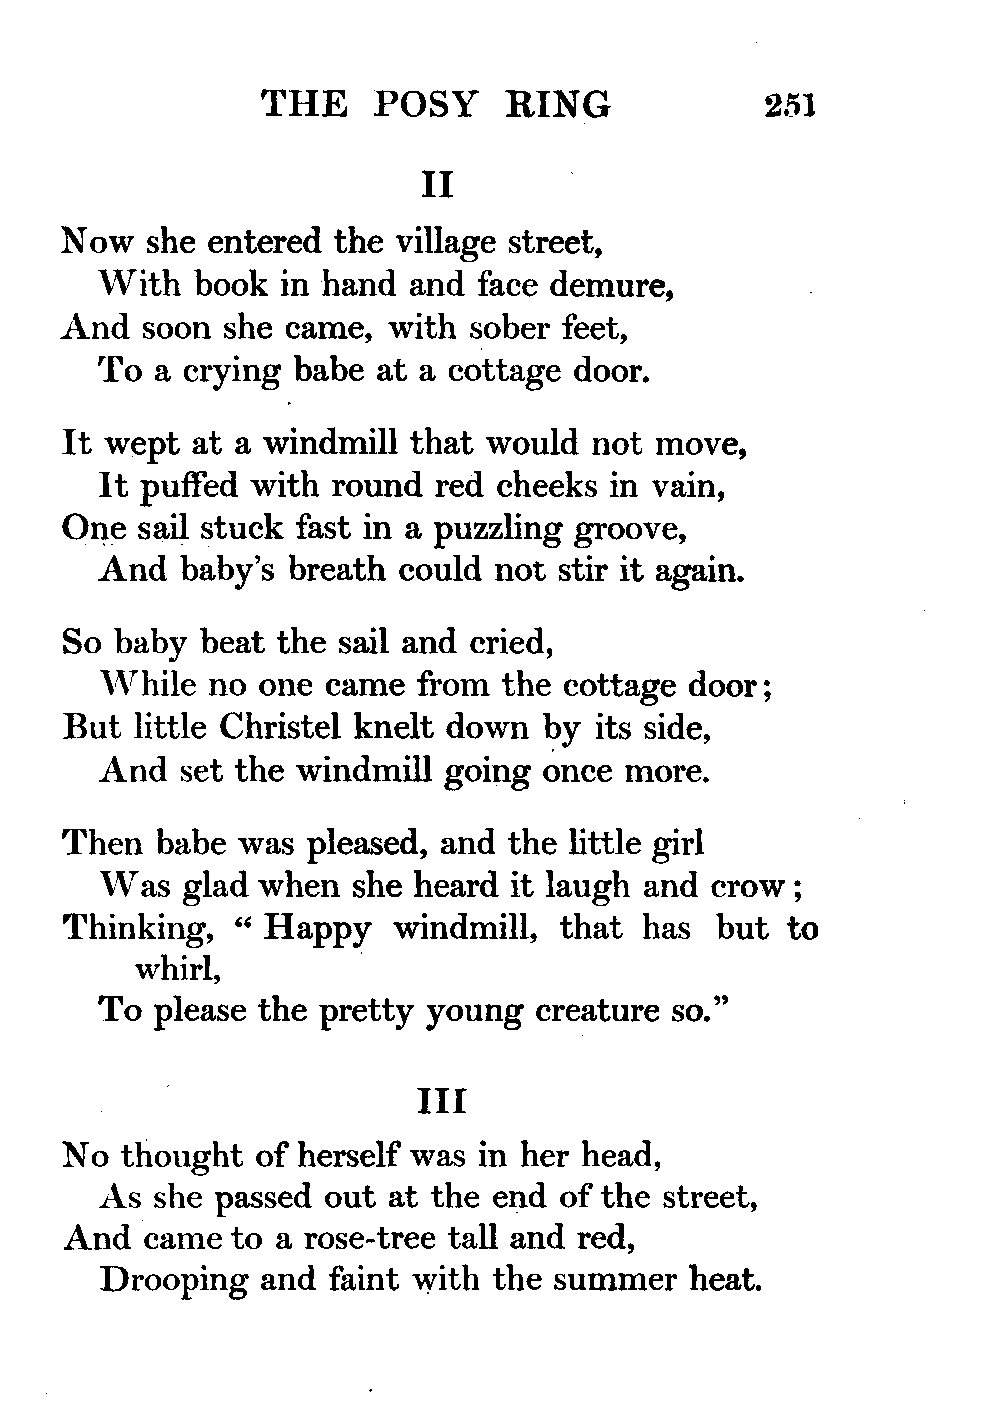 THE POSY RING 251
II
Now she entered the village street,
With book in hand and face demure,
And soon she came, with sober feet,
To a crying babe at a cottage door.
It wept at a windmill that would not move,
It puffed with round red cheeks in vain,
One sail stuck fast in a puzzling groove,
And baby's breath could not stir it again.
So baby beat the sail and cried,
While no one came from the cottage door;
But little Christel knelt down by its side,
And set the windmill going once more.
Then babe was pleased, and the little girl
Was glad when she heard it laugh and crow;
Thinking, “Happy windmill, that has but to
whirl,
To please the pretty young creature so.”
III
No thought of herself was in her head,
As she passed out at the end of the street,
And came to a rose-tree tall and red,
Drooping and faint with the summer heat.